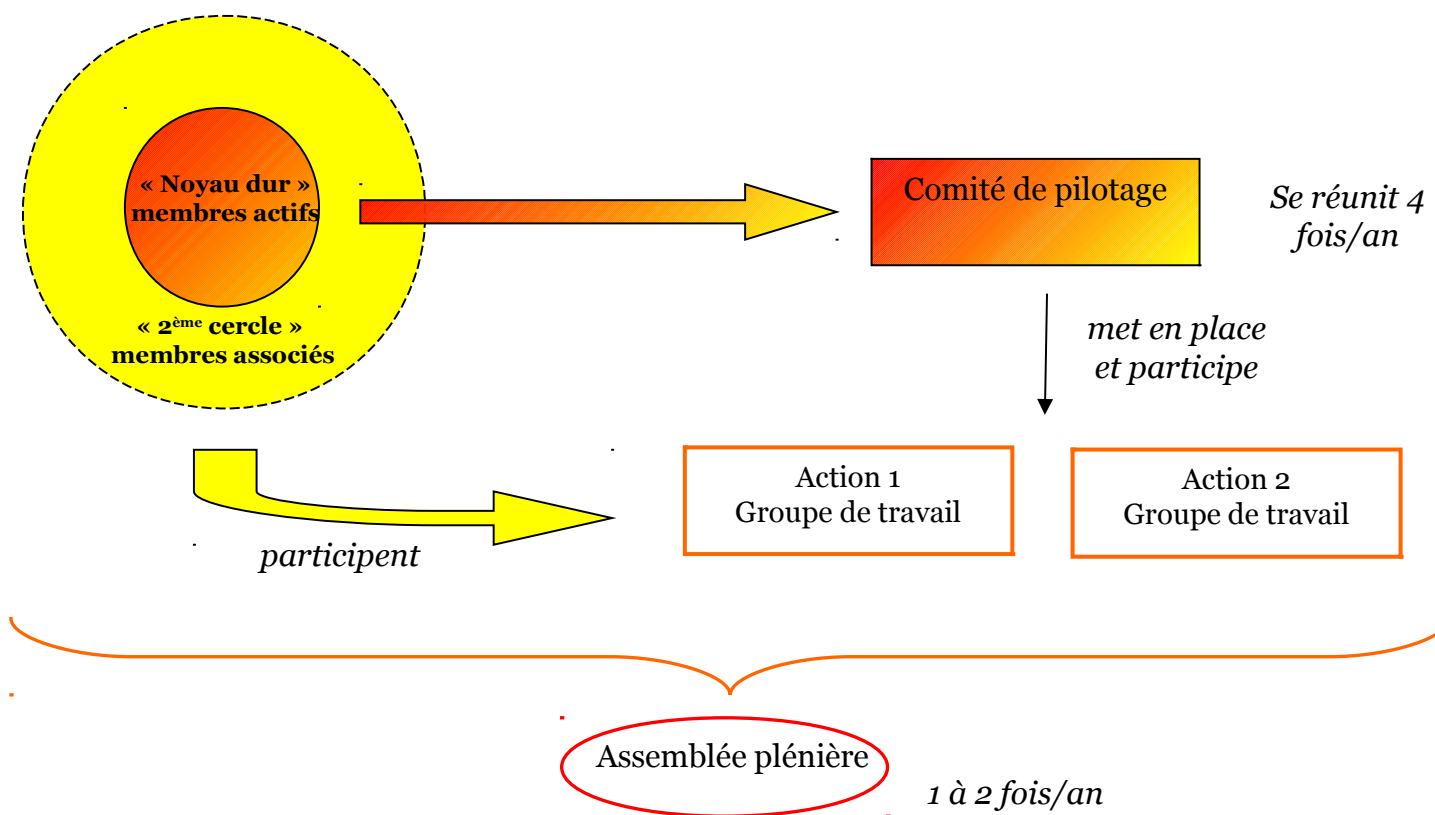 « Noyau dur »
membres actifs
« 2ème cercle »
membres associés
Comité de pilotage
Se réunit 4
fois/an
met en place
et participe
participent
Action 1
Groupe de travail
Action 2
Groupe de travail
Assemblée plénière
1 à 2 fois/an